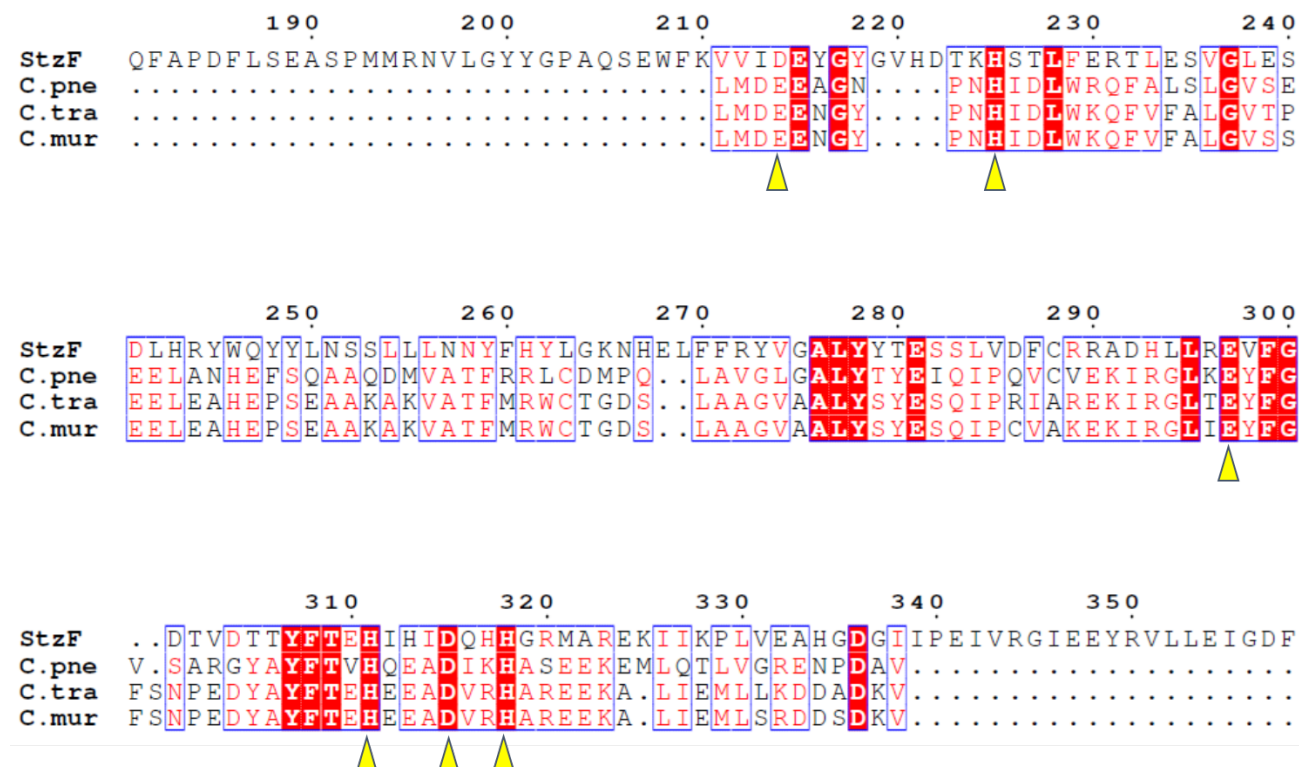 190 200 210 220 230 240
StzF QFAPDFLSEASPMMRNVLGYYGPAQSEWFKVVIDEYGYGVHDTKHSTLFERTLESVGLES
C.pne ..............................LMDEEAGN....PNHIDLWRQFALSLGVSE
C.tra ..............................LMDEENGY....PNHIDLWKQFVFALGVTP
C.mur ..............................LMDEENGY....PNHIDLWKQFVFALGVSS
250 260 270 280 290 300
StzF DLHRYWQYYLNSSLLLNNYFHYLGKNHELFFRYVGALYYTESSLVDFCRRADHLLREVFG
C.pne EELANHEFSQAAQDMVATFRRLCDMPQ..LAVGLGALYTYEIQIPQVCVEKIRGLKEYFG
C.tra EELEAHEPSEAAKAKVATFMRWCTGDS..LAAGVAALYSYESQIPRIAREKIRGLTEYFG
C.mur EELEAHEPSEAAKAKVATFMRWCTGDS..LAAGVAALYSYESQIPCVAKEKIRGLIEYFG
310 320 330 340 350
StzF ..DTVDTTYFTEHIHIDQHHGRMAREKIIKPLVEAHGDGIIPEIVRGIEEYRVLLEIGDF
C.pne V.SARGYAYFTVHQEADIKHASEEKEMLQTLVGRENPDAV....................
C.tra FSNPEDYAYFTEHEEADVRHAREEKA.LIEMLLKDDADKV....................
C.mur FSNPEDYAYFTEHEEADVRHAREEKA.LIEMLSRDDSDKV....................